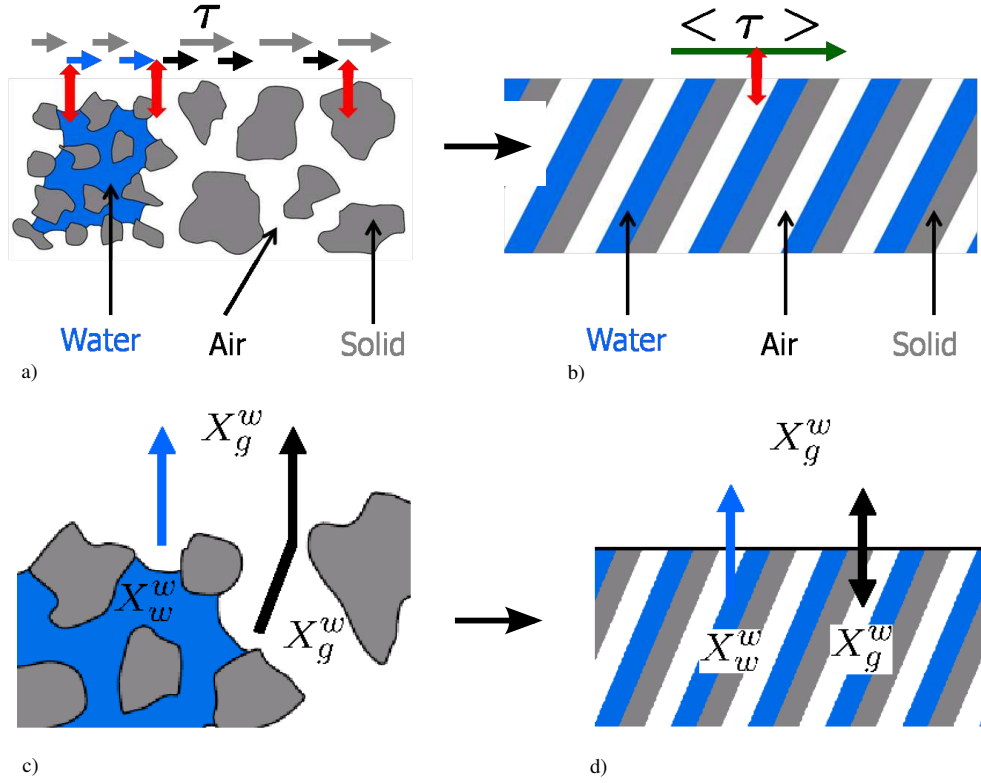 a)
τ
Water Air Solid
b)
< τ >
Water Air Solid
c)
X_g^w
X_w^w
X_g^w
d)
X_g^w
X_w^w X_g^w